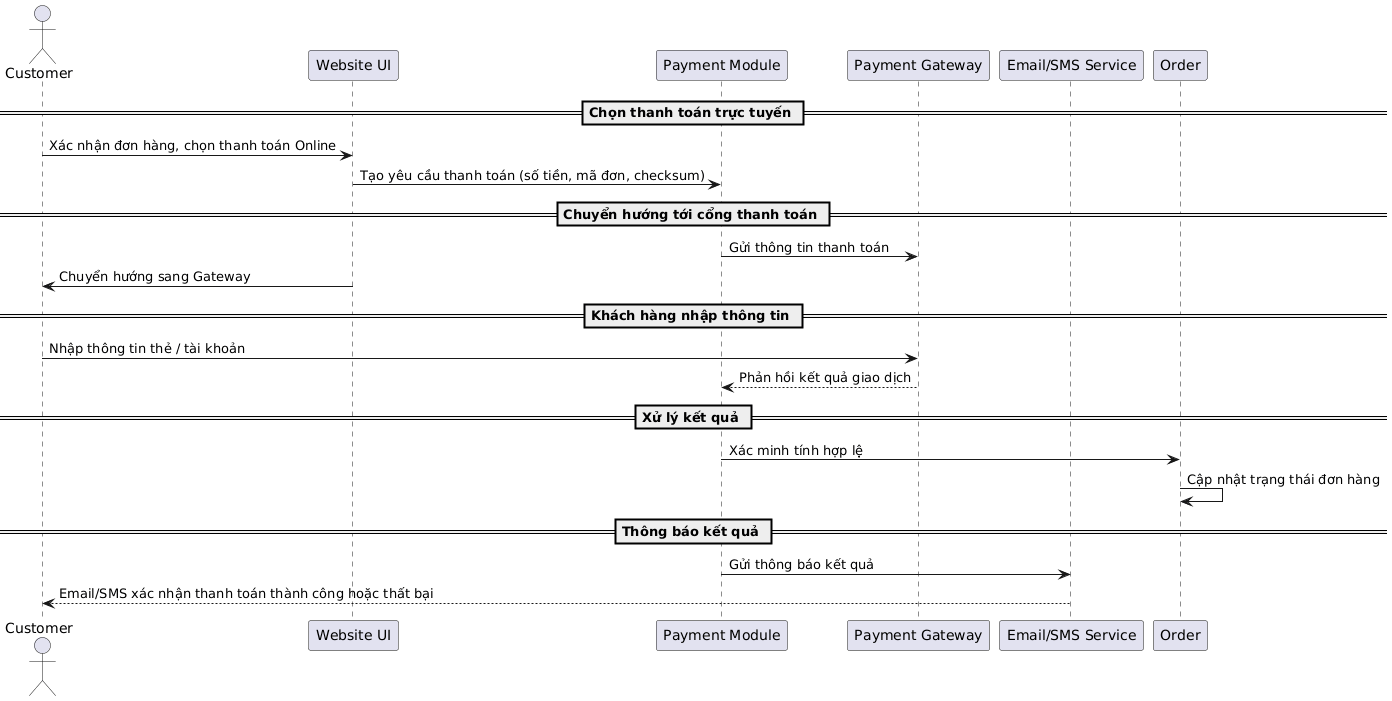 Customer
Website UI
Payment Module
Payment Gateway
Email/SMS Service
Order
Chọn thanh toán trực tuyến
Xác nhận đơn hàng, chọn thanh toán Online
Tạo yêu cầu thanh toán (số tiền, mã đơn, checksum)
Chuyển hướng tới cổng thanh toán
Gửi thông tin thanh toán
Chuyển hướng sang Gateway
Khách hàng nhập thông tin
Nhập thông tin thẻ / tài khoản
Phản hồi kết quả giao dịch
Xử lý kết quả
Xác minh tính hợp lệ
Cập nhật trạng thái đơn hàng
Thông báo kết quả
Gửi thông báo kết quả
Email/SMS xác nhận thanh toán thành công hoặc thất bại
Customer
Website UI
Payment Module
Payment Gateway
Email/SMS Service
Order